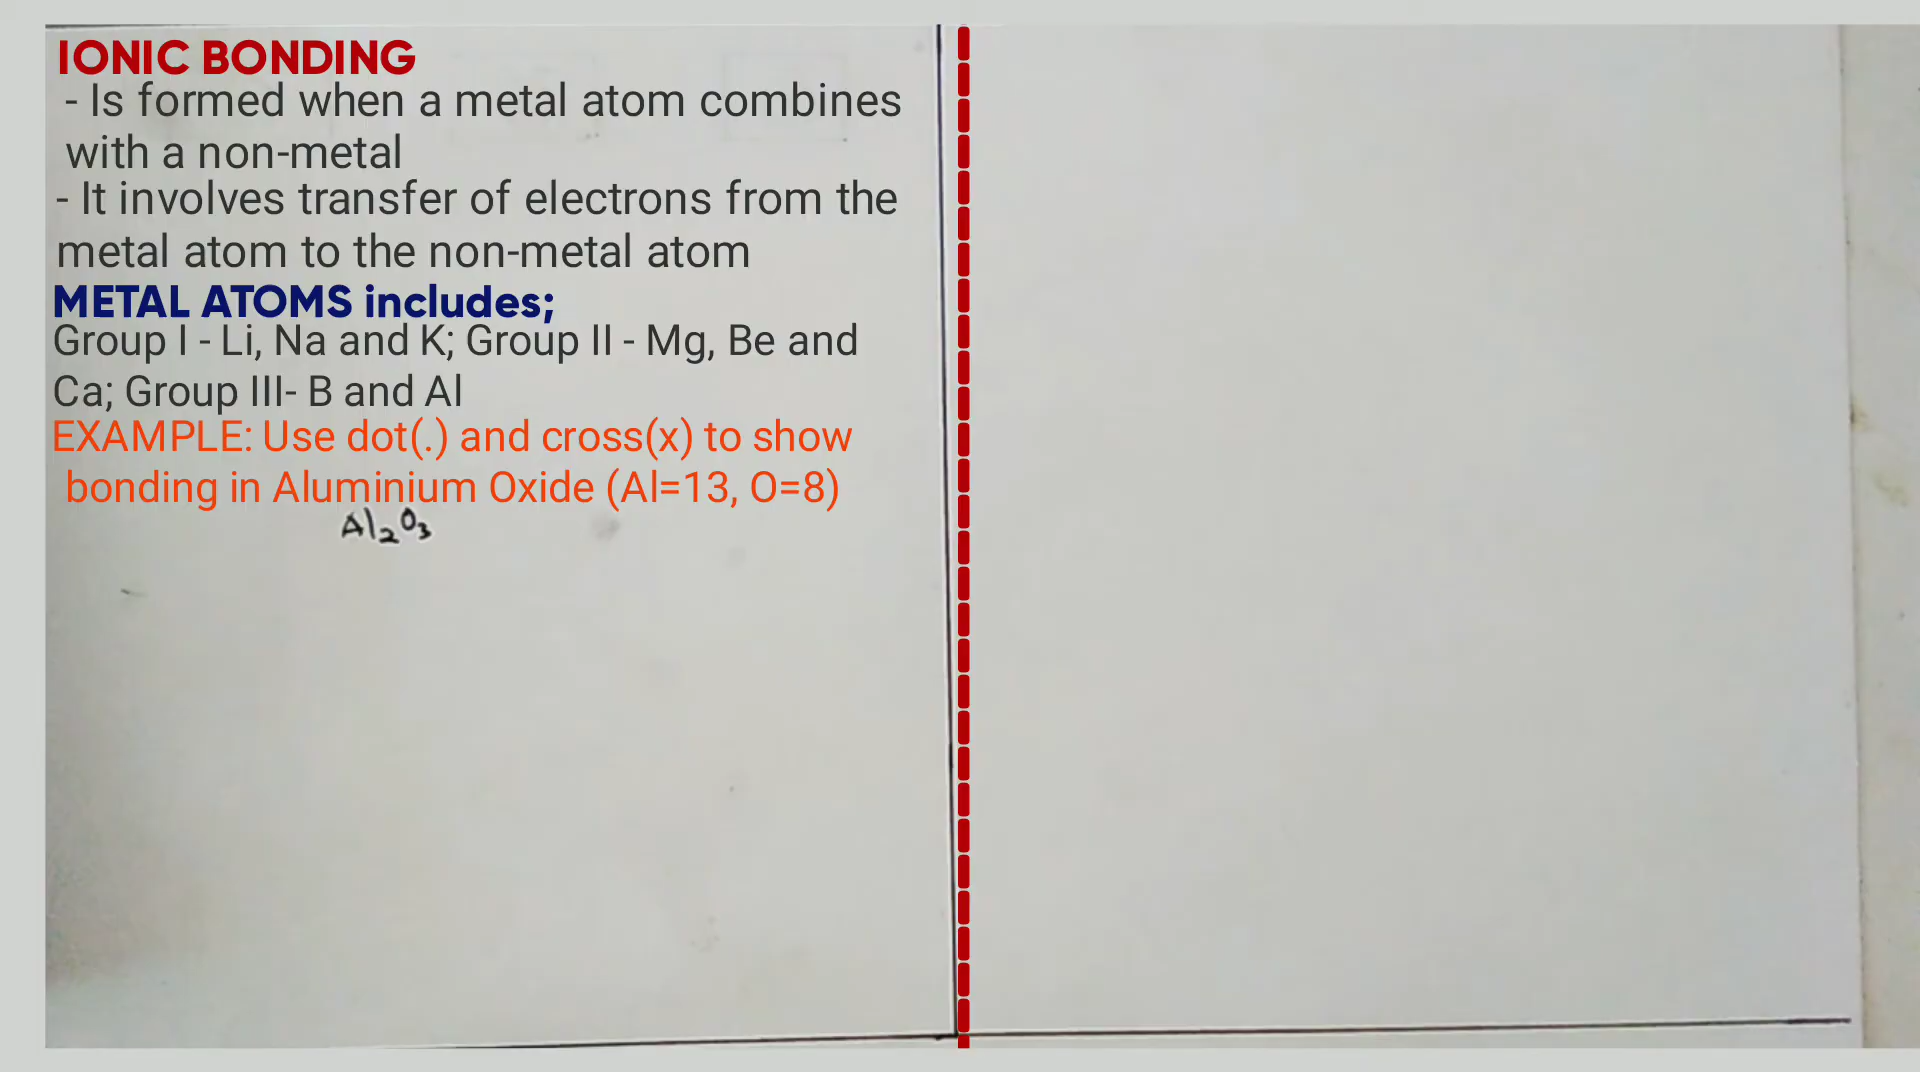 IONIC BONDING
- Is formed when a metal atom combines
with a non-metal
- It involves transfer of electrons from the
metal atom to the non-metal atom
METAL ATOMS includes;
Group I - Li, Na and K; Group II - Mg, Be and
Ca; Group III- B and Al
EXAMPLE: Use dot(.) and cross(x) to show
bonding in Aluminium Oxide (Al=13, O=8)
Al₂O₃